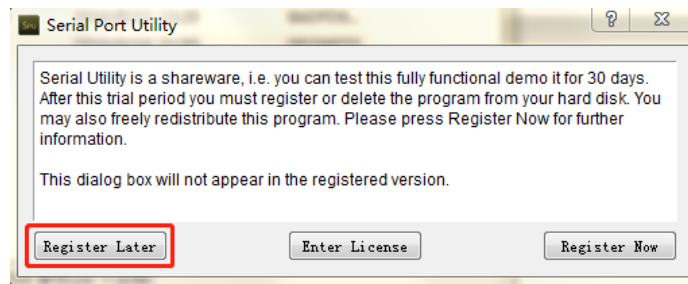 Serial Port Utility
Serial Utility is a shareware, i.e. you can test this fully functional demo it for 30 days.
After this trial period you must register or delete the program from your hard disk. You
may also freely redistribute this program. Please press Register Now for further
information.
This dialog box will not appear in the registered version.
Register Later
Enter License
Register Now